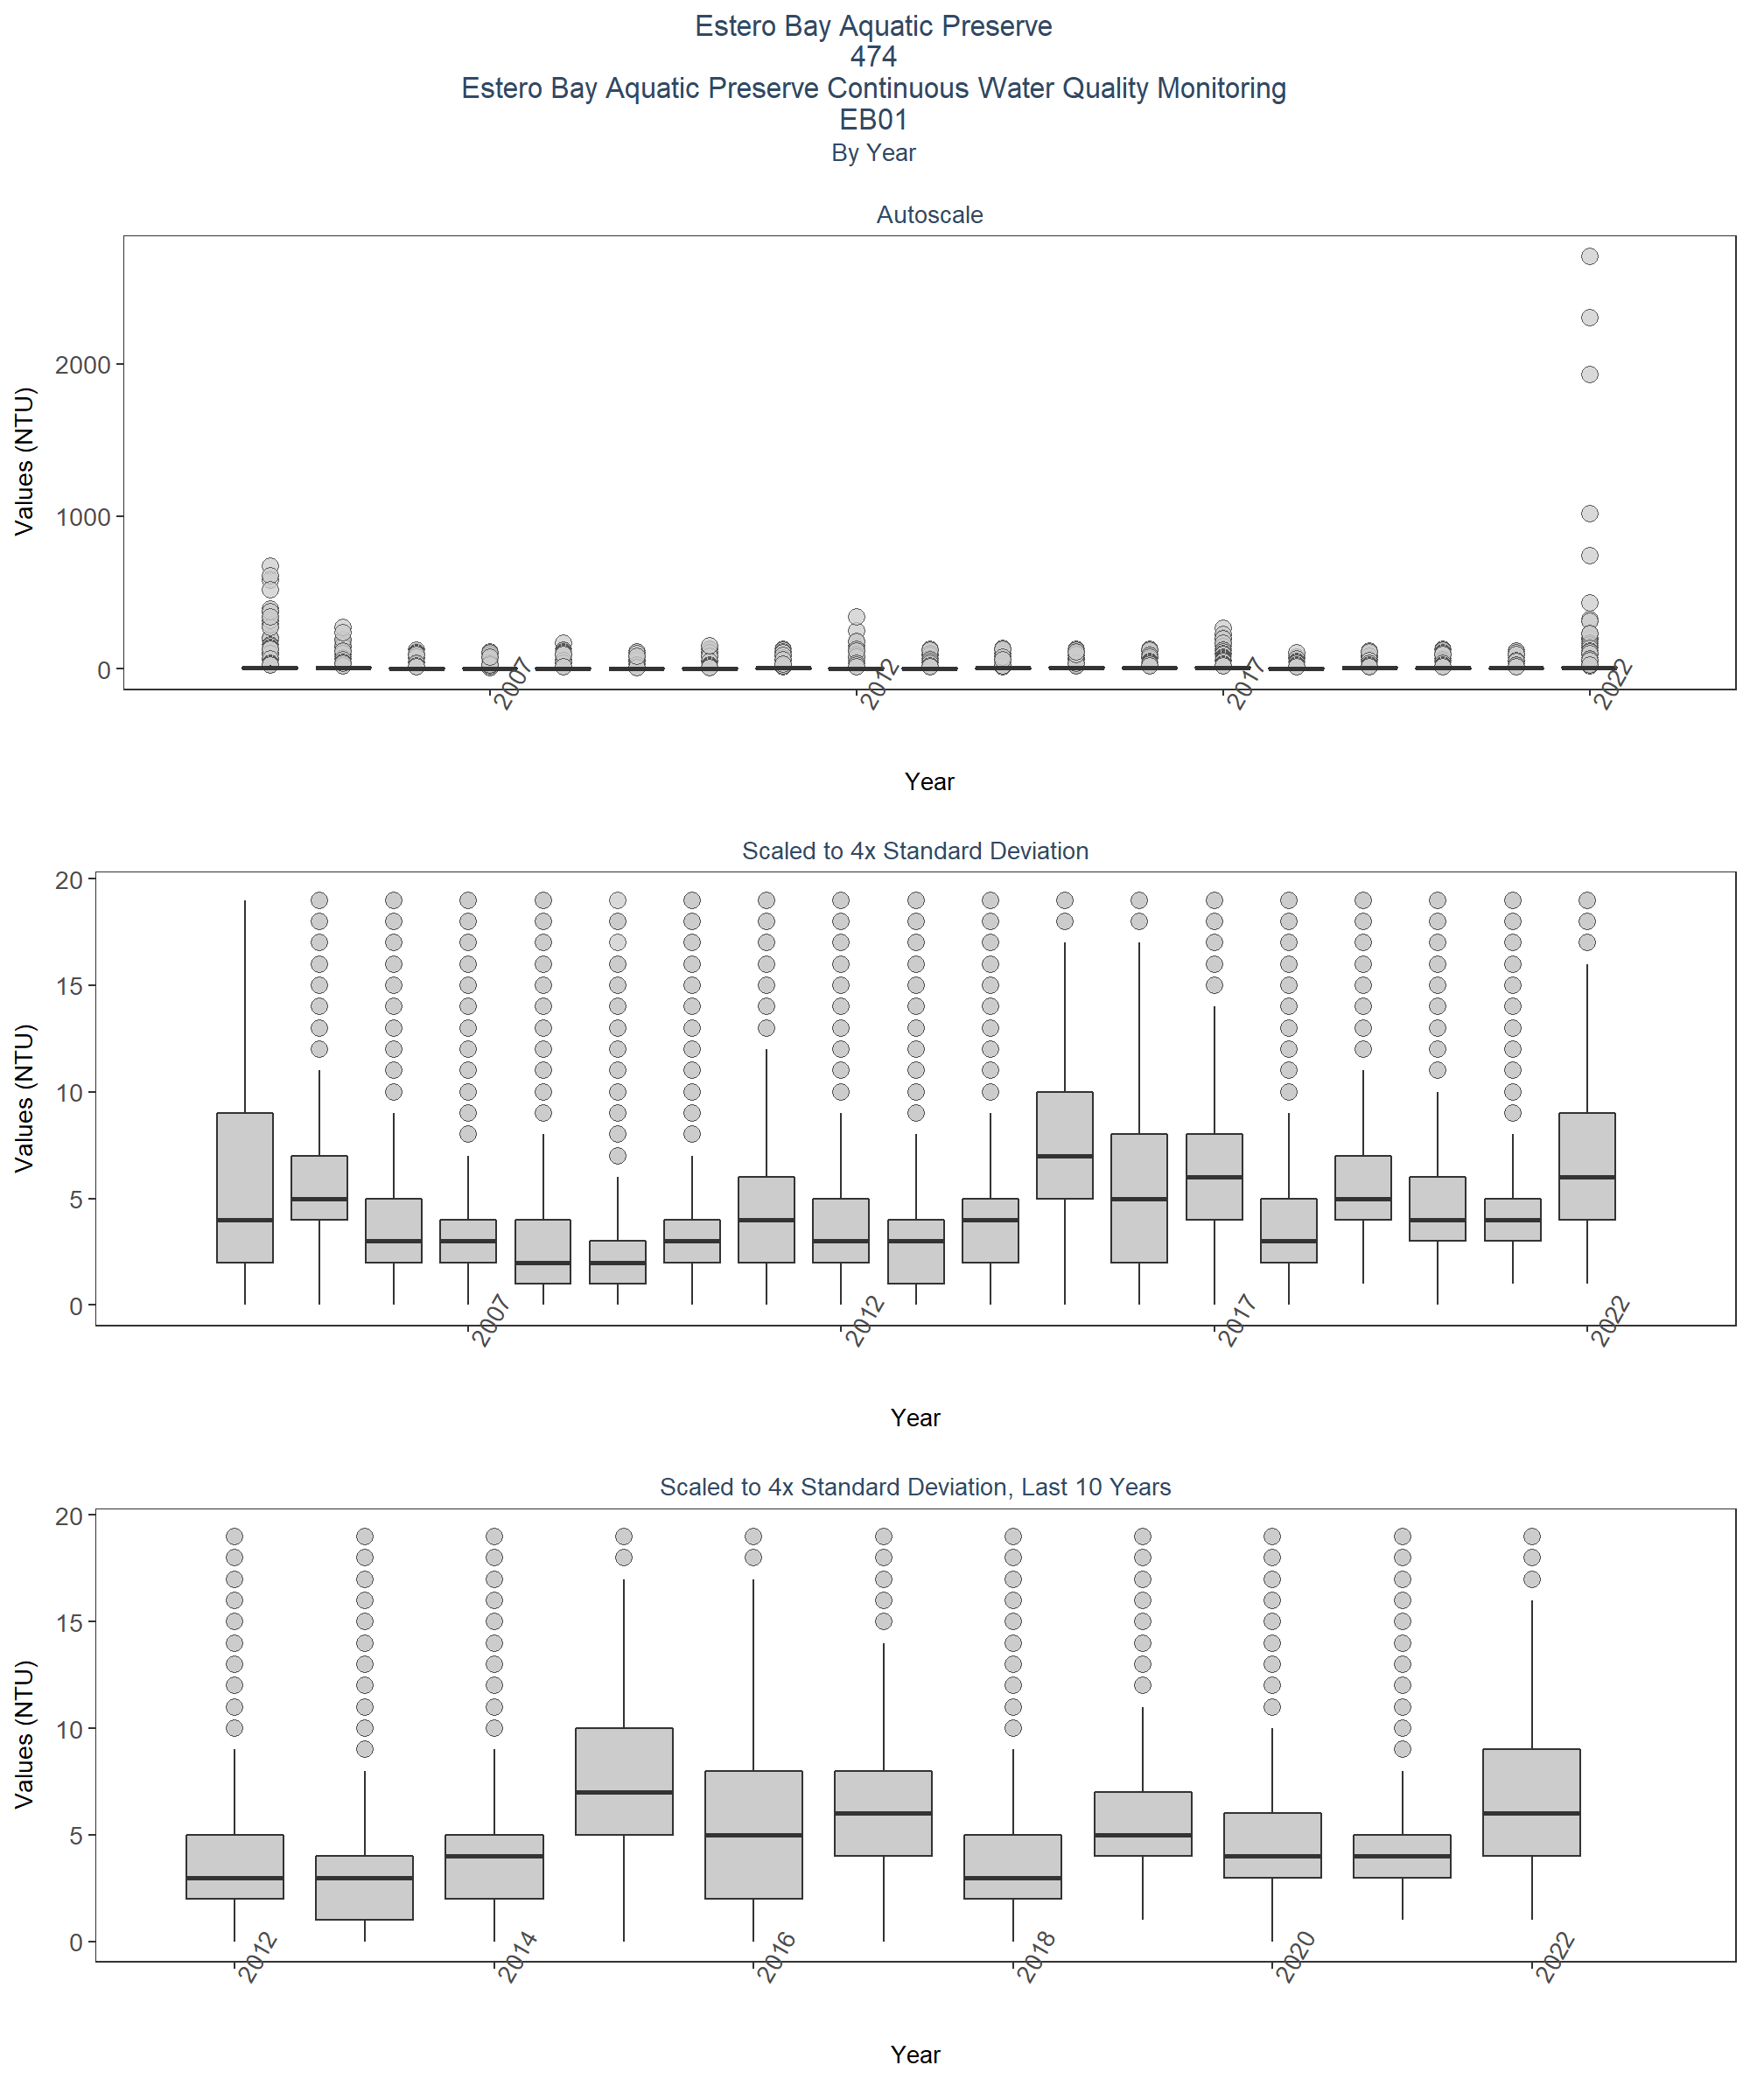 Estero Bay Aquatic Preserve
474
Estero Bay Aquatic Preserve Continuous Water Quality Monitoring
EB01
By Year
Autoscale
Values (NTU)
2000
1000
0
2007
2012
2017
2022
Year
Scaled to 4x Standard Deviation
Values (NTU)
20
15
10
5
0
2007
2012
2017
2022
Year
Scaled to 4x Standard Deviation, Last 10 Years
Values (NTU)
20
15
10
5
0
2012
2014
2016
2018
2020
2022
Year